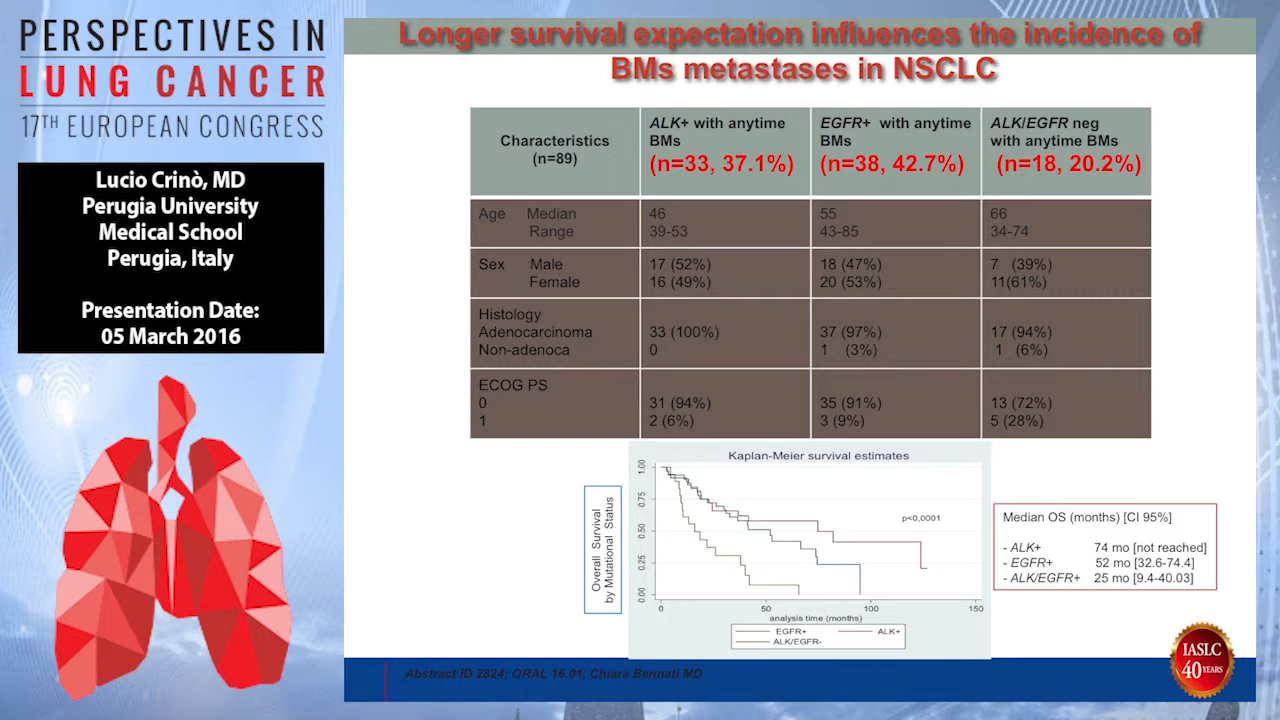 PERSPECTIVES IN
LUNG CANCER
17TH EUROPEAN CONGRESS
Lucio Crinò, MD
Perugia University
Medical School
Perugia, Italy
Presentation Date:
05 March 2016
Longer survival expectation influences the incidence of
BMs metastases in NSCLC
Characteristics
(n=89)
ALK+ with anytime
BMs
(n=33, 37.1%)
EGFR+ with anytime
BMs
(n=38, 42.7%)
ALK/EGFR neg
with anytime BMs
(n=18, 20.2%)
Age Median 46 55 66
Range 39-53 43-85 34-74
Sex Male 17 (52%) 18 (47%) 7 (39%)
Female 16 (49%) 20 (53%) 11(61%)
Histology
Adenocarcinoma 33 (100%) 37 (97%) 17 (94%)
Non-adenoca 0 1 (3%) 1 (6%)
ECOG PS
0 31 (94%) 35 (91%) 13 (72%)
1 2 (6%) 3 (9%) 5 (28%)
Overall Survival
by Mutational Status
Kaplan-Meier survival estimates
1.00
0.75
0.50
0.25
0.00
p<0,0001
0 50 100 150
analysis time (months)
EGFR+ ALK+
ALK/EGFR-
Median OS (months) [CI 95%]
- ALK+ 74 mo [not reached]
- EGFR+ 52 mo [32.6-74.4]
- ALK/EGFR+ 25 mo [9.4-40.03]
Abstract ID 2824; ORAL 16.01, Chiara Bennati MD
IASLC
40 YEARS